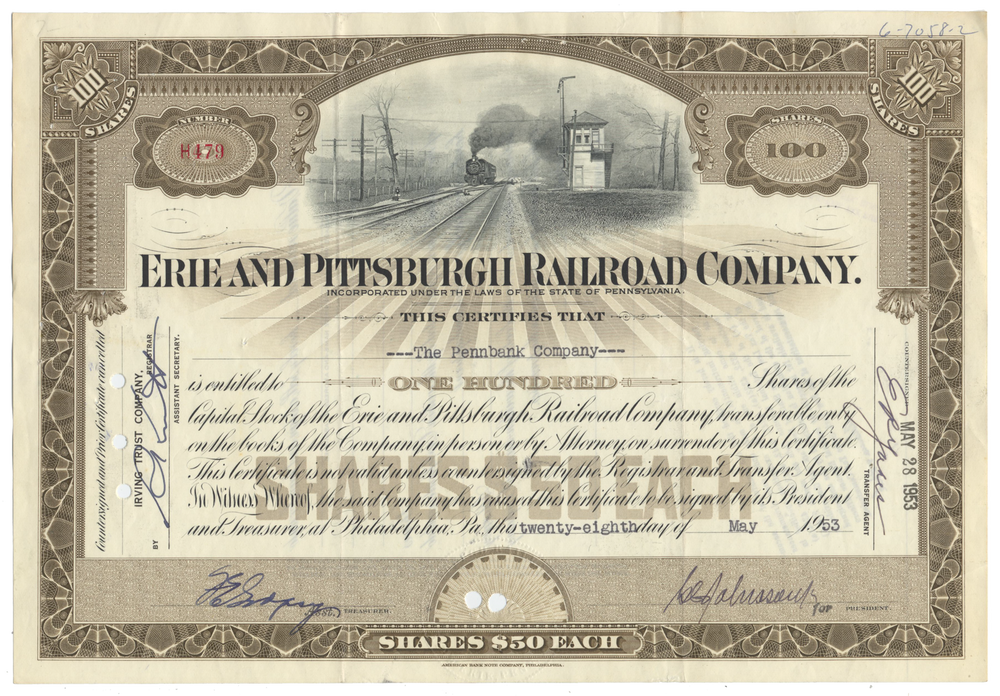 6-7058-2
100
SHARES
100
SHARES
NUMBER
H479
SHARES
100
ERIE AND PITTSBURGH RAILROAD COMPANY.
INCORPORATED UNDER THE LAWS OF THE STATE OF PENNSYLVANIA.
THIS CERTIFIES THAT
---The Pennbank Company---
is entitled to ONE HUNDRED Shares of the
Capital Stock of the Erie and Pittsburgh Railroad Company, transferable only
on the books of the Company in person or by Attorney, on surrender of this Certificate.
This Certificate is not valid unless countersigned by the Registrar and Transfer Agent.
In Witness Whereof, the said Company has caused this Certificate to be signed by its President
and Treasurer, at Philadelphia, Pa., this twenty-eighth day of May 1953
SHARES $50 EACH
Countersigned and Prior Certificate cancelled
IRVING TRUST COMPANY,
REGISTRAR
BY
ASSISTANT SECRETARY.
COUNTERSIGNED
MAY 28 1953
TRANSFER AGENT
Asst. TREASURER.
FOR PRESIDENT.
SHARES $50 EACH
AMERICAN BANK NOTE COMPANY, PHILADELPHIA.